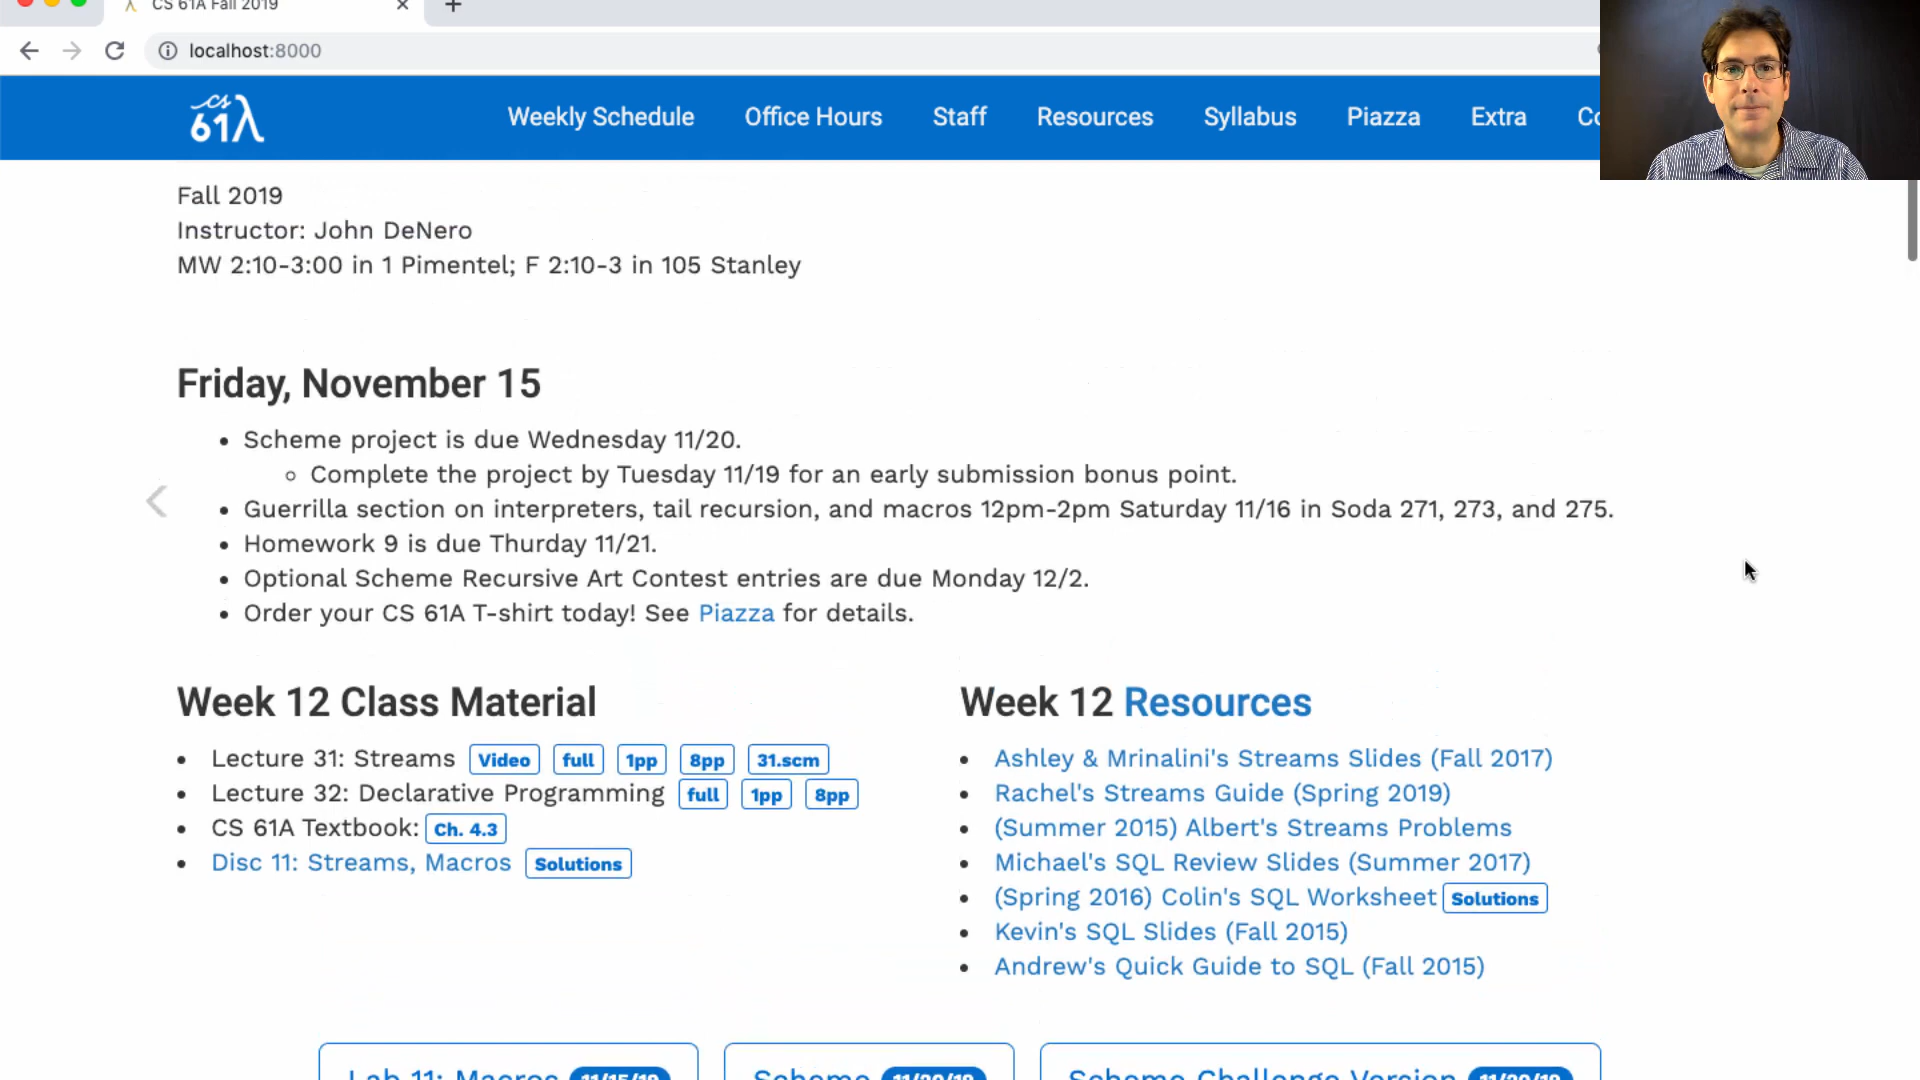 CS 61A Fall 2019
localhost:8000
cs 61λ
Weekly Schedule Office Hours Staff Resources Syllabus Piazza Extra
Fall 2019
Instructor: John DeNero
MW 2:10-3:00 in 1 Pimentel; F 2:10-3 in 105 Stanley
Friday, November 15
Scheme project is due Wednesday 11/20.
Complete the project by Tuesday 11/19 for an early submission bonus point.
Guerrilla section on interpreters, tail recursion, and macros 12pm-2pm Saturday 11/16 in Soda 271, 273, and 275.
Homework 9 is due Thurday 11/21.
Optional Scheme Recursive Art Contest entries are due Monday 12/2.
Order your CS 61A T-shirt today! See Piazza for details.
Week 12 Class Material
Lecture 31: Streams Video full 1pp 8pp 31.scm
Lecture 32: Declarative Programming full 1pp 8pp
CS 61A Textbook: Ch. 4.3
Disc 11: Streams, Macros Solutions
Week 12 Resources
Ashley & Mrinalini's Streams Slides (Fall 2017)
Rachel's Streams Guide (Spring 2019)
(Summer 2015) Albert's Streams Problems
Michael's SQL Review Slides (Summer 2017)
(Spring 2016) Colin's SQL Worksheet Solutions
Kevin's SQL Slides (Fall 2015)
Andrew's Quick Guide to SQL (Fall 2015)
Lab 11: Macros 11/15/19
Scheme 11/20/19
Scheme Challenge Version 11/20/19